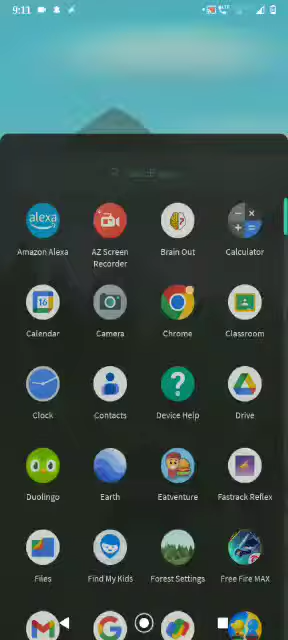 9:11
alexa
Amazon Alexa
AZ Screen
Recorder
Brain Out
Calculator
16
Calendar
Camera
Chrome
Classroom
Clock
Contacts
Device Help
Drive
Duolingo
Earth
Eatventure
Fastrack Reflex
Files
Find My Kids
Forest Settings
Free Fire MAX